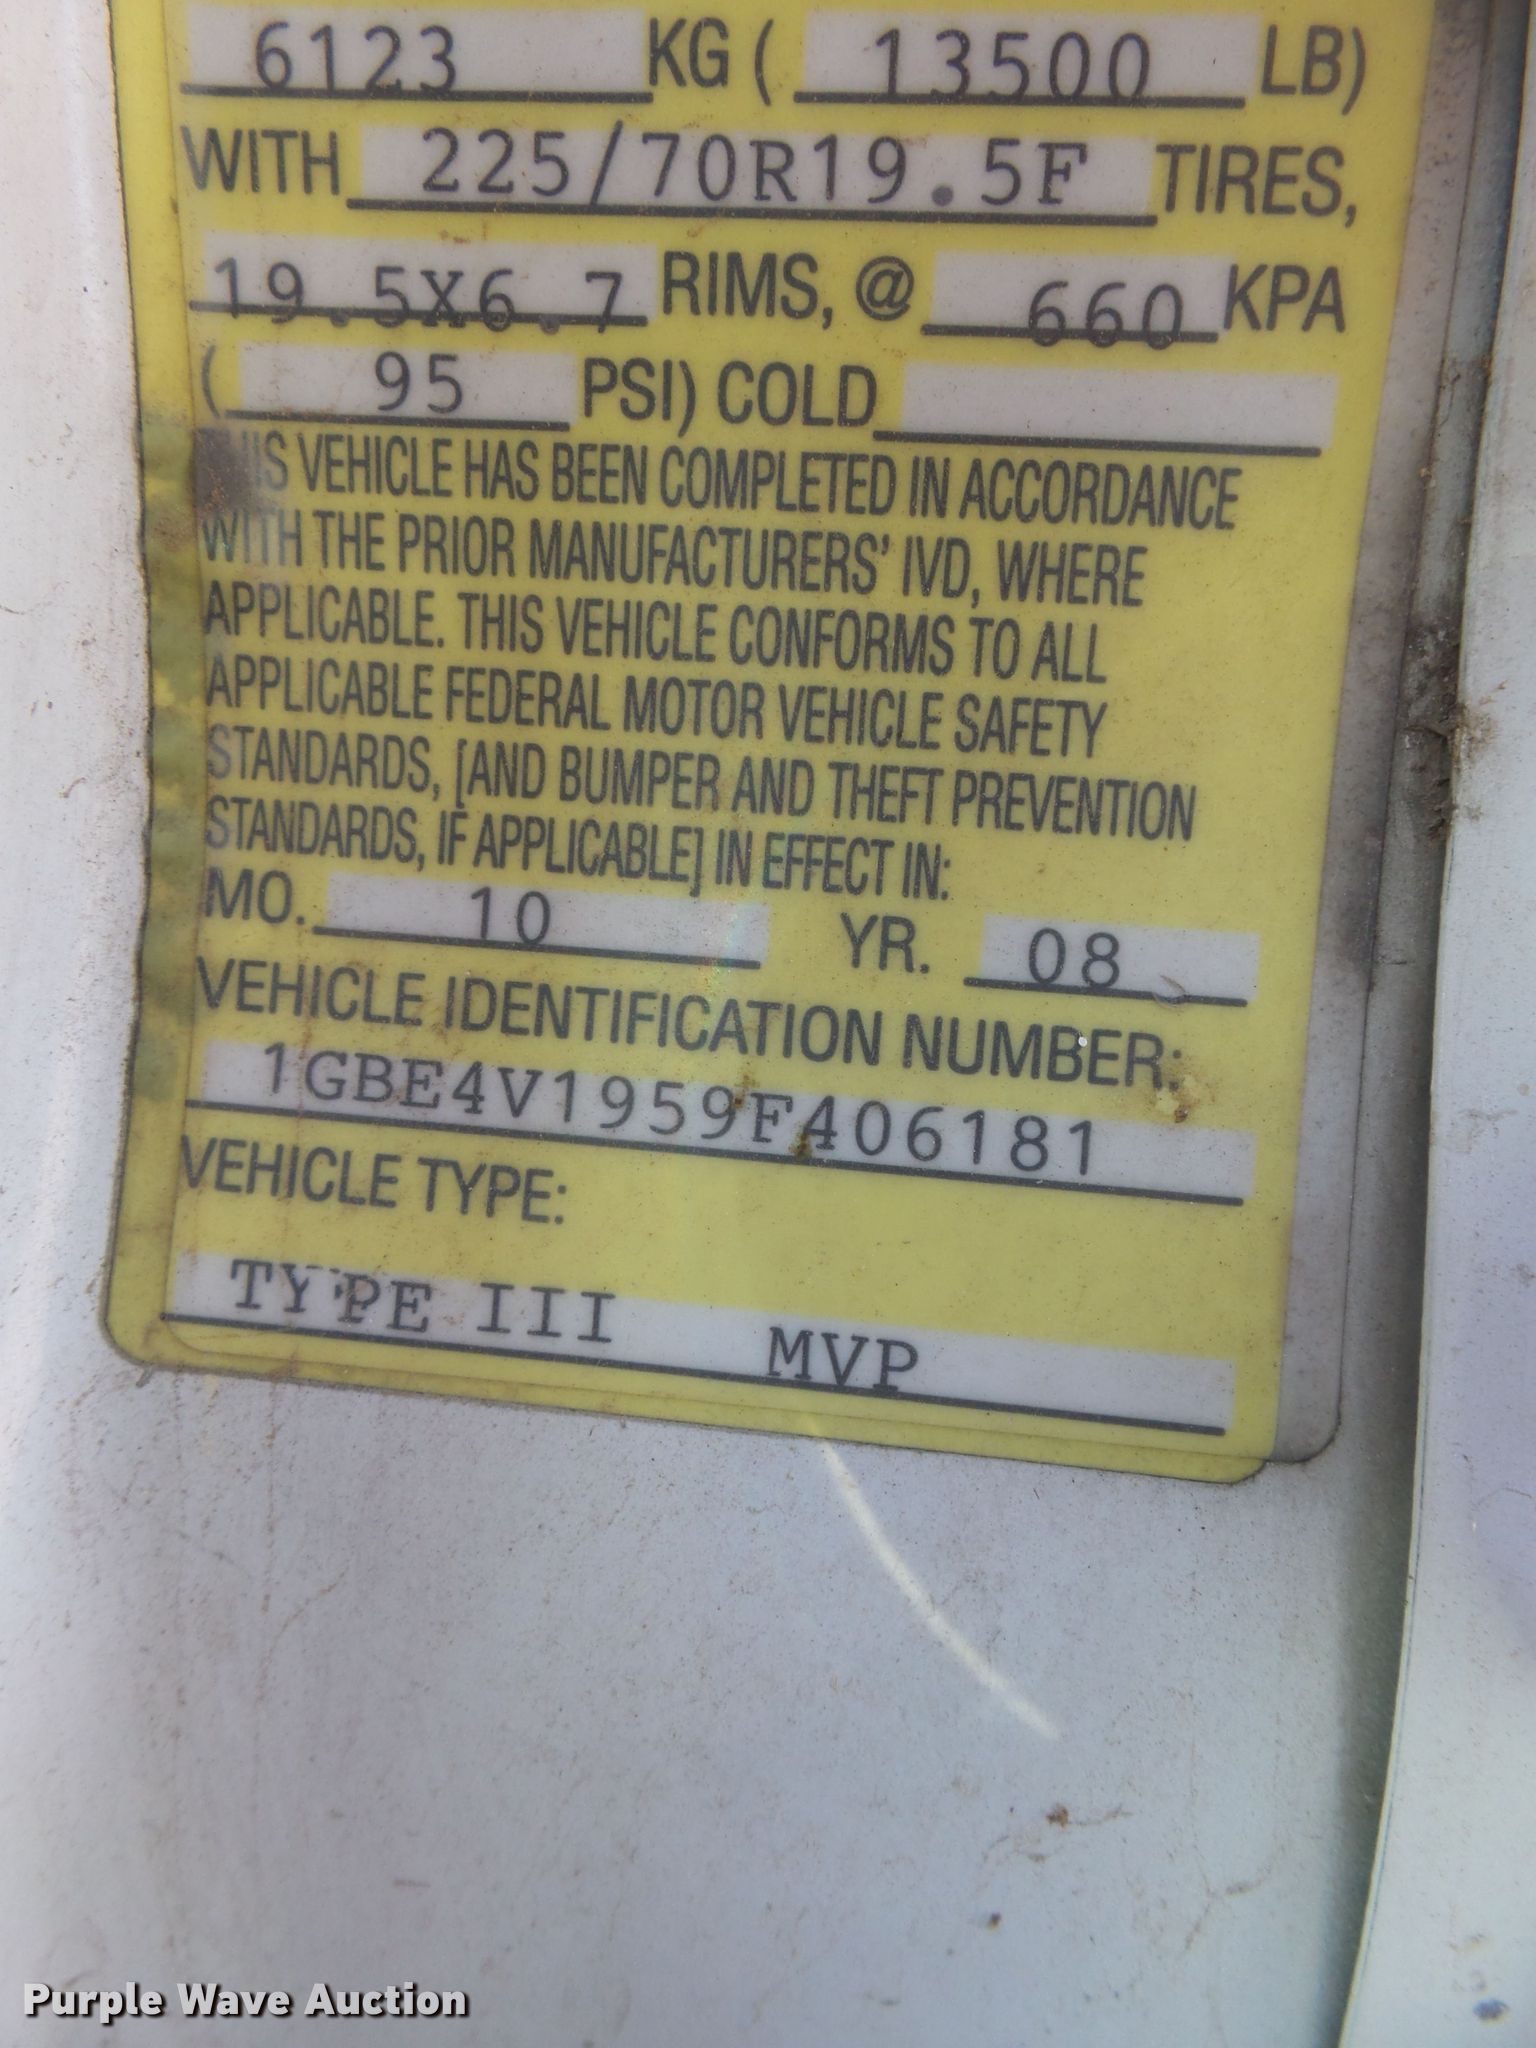 6123 KG ( 13500 LB)
WITH 225/70R19.5F TIRES,
19.5X6.7 RIMS, @ 660 KPA
( 95 PSI) COLD
THIS VEHICLE HAS BEEN COMPLETED IN ACCORDANCE
WITH THE PRIOR MANUFACTURERS' IVD, WHERE
APPLICABLE. THIS VEHICLE CONFORMS TO ALL
APPLICABLE FEDERAL MOTOR VEHICLE SAFETY
STANDARDS, [AND BUMPER AND THEFT PREVENTION
STANDARDS, IF APPLICABLE] IN EFFECT IN:
MO. 10 YR. 08
VEHICLE IDENTIFICATION NUMBER:
1GBE4V1959F406181
VEHICLE TYPE:
TYPE III MVP
Purple Wave Auction